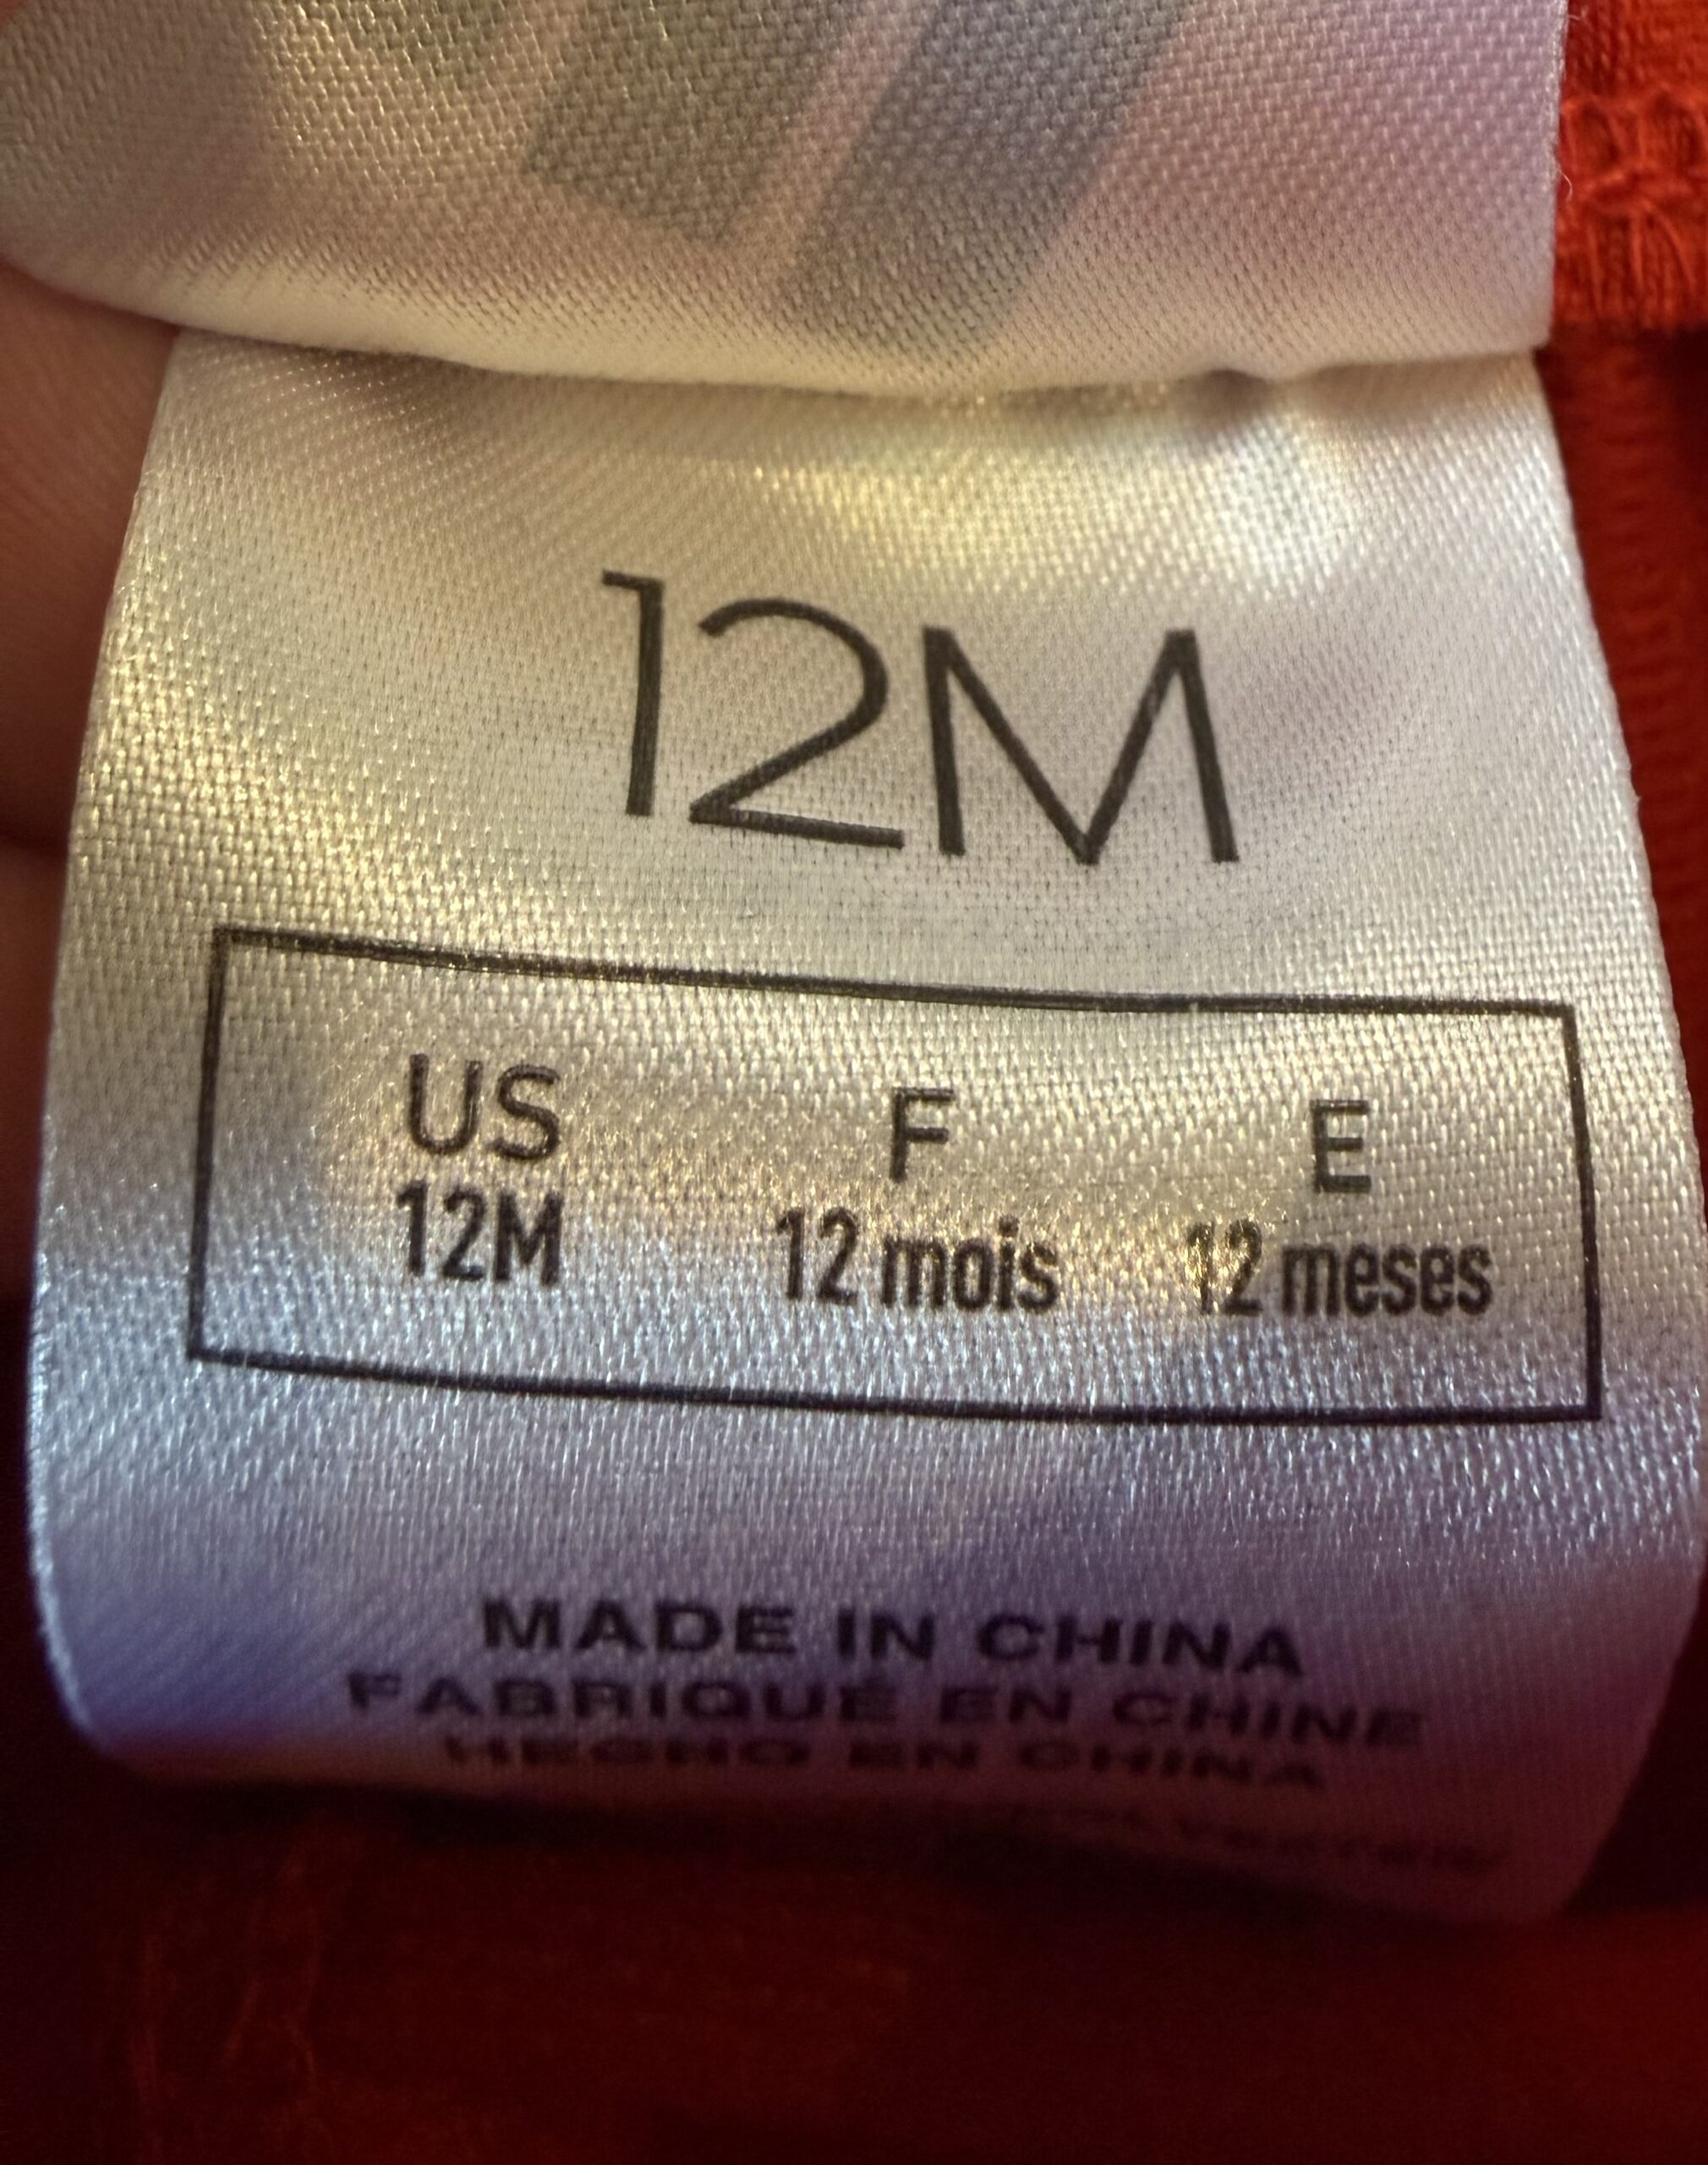 12M
US F E
12M 12 mois 12 meses
MADE IN CHINA
FABRIQUÉ EN CHINE
HECHO EN CHINA